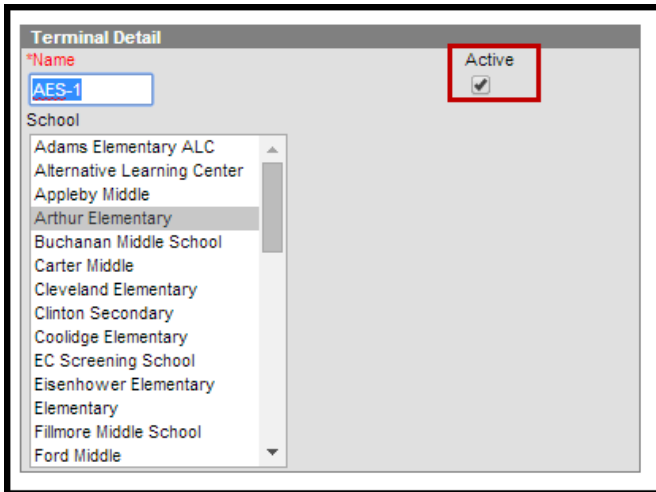 Terminal Detail
*Name
Active
AES-1
School
Adams Elementary ALC
Alternative Learning Center
Appleby Middle
Arthur Elementary
Buchanan Middle School
Carter Middle
Cleveland Elementary
Clinton Secondary
Coolidge Elementary
EC Screening School
Eisenhower Elementary
Elementary
Fillmore Middle School
Ford Middle